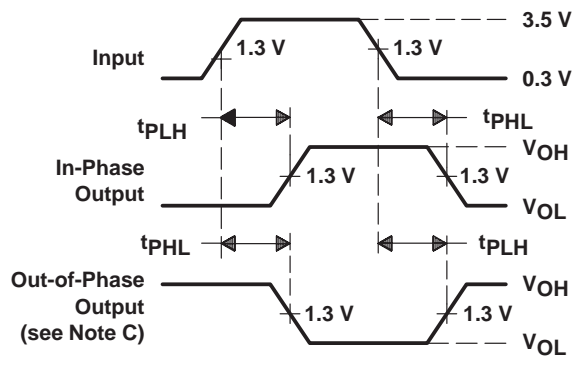 3.5 V
Input
1.3 V
1.3 V
0.3 V
tPLH
tPHL
In-Phase
Output
1.3 V
1.3 V
VOH
VOL
tPHL
tPLH
Out-of-Phase
Output
(see Note C)
1.3 V
1.3 V
VOH
VOL